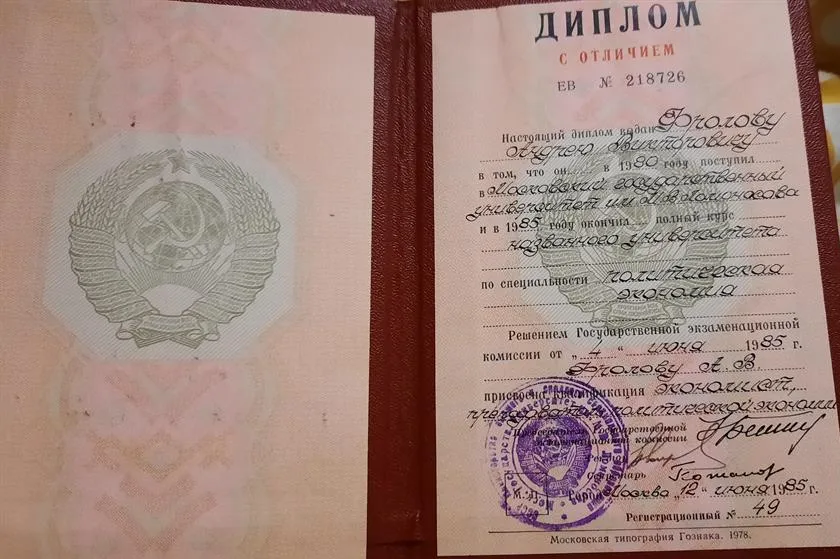 ДИПЛОМ
С ОТЛИЧИЕМ
ЕВ № 218726
Настоящий диплом выдан Фролову
Андрею Викторовичу
в том, что он в 1980 году поступил
в Московский государственный
университет им М.В.Ломоносова
и в 1985 году окончил полный курс
названного университета
по специальности политическая
экономия
Решением Государственной экзаменационной
комиссии от „4“ июня 1985 г.
Фролову А. В.
присвоена квалификация экономист,
преподаватель политической экономии
Председатель Государственной
экзаменационной комиссии
Ректор
Секретарь
М.П. Город Москва „12“ июня 1985 г.
Регистрационный № 49
Московская типография Гознака. 1978.